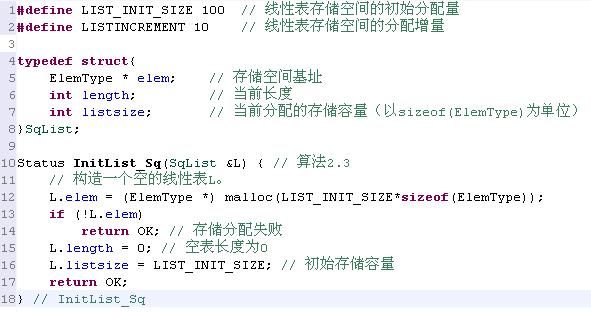 1 #define LIST_INIT_SIZE 100  // 线性表存储空间的初始分配量
2 #define LISTINCREMENT 10   // 线性表存储空间的分配增量
3
4 typedef struct{
5     ElemType * elem;    // 存储空间基址
6     int length;         // 当前长度
7     int listsize;       // 当前分配的存储容量（以sizeof(ElemType)为单位）
8 }SqList;
9
10 Status InitList_Sq(SqList &L) { // 算法2.3
11     // 构造一个空的线性表L。
12     L.elem = (ElemType *) malloc(LIST_INIT_SIZE*sizeof(ElemType));
13     if (!L.elem)
14         return OK; // 存储分配失败
15     L.length = 0; // 空表长度为0
16     L.listsize = LIST_INIT_SIZE; // 初始存储容量
17     return OK;
18 } // InitList_Sq